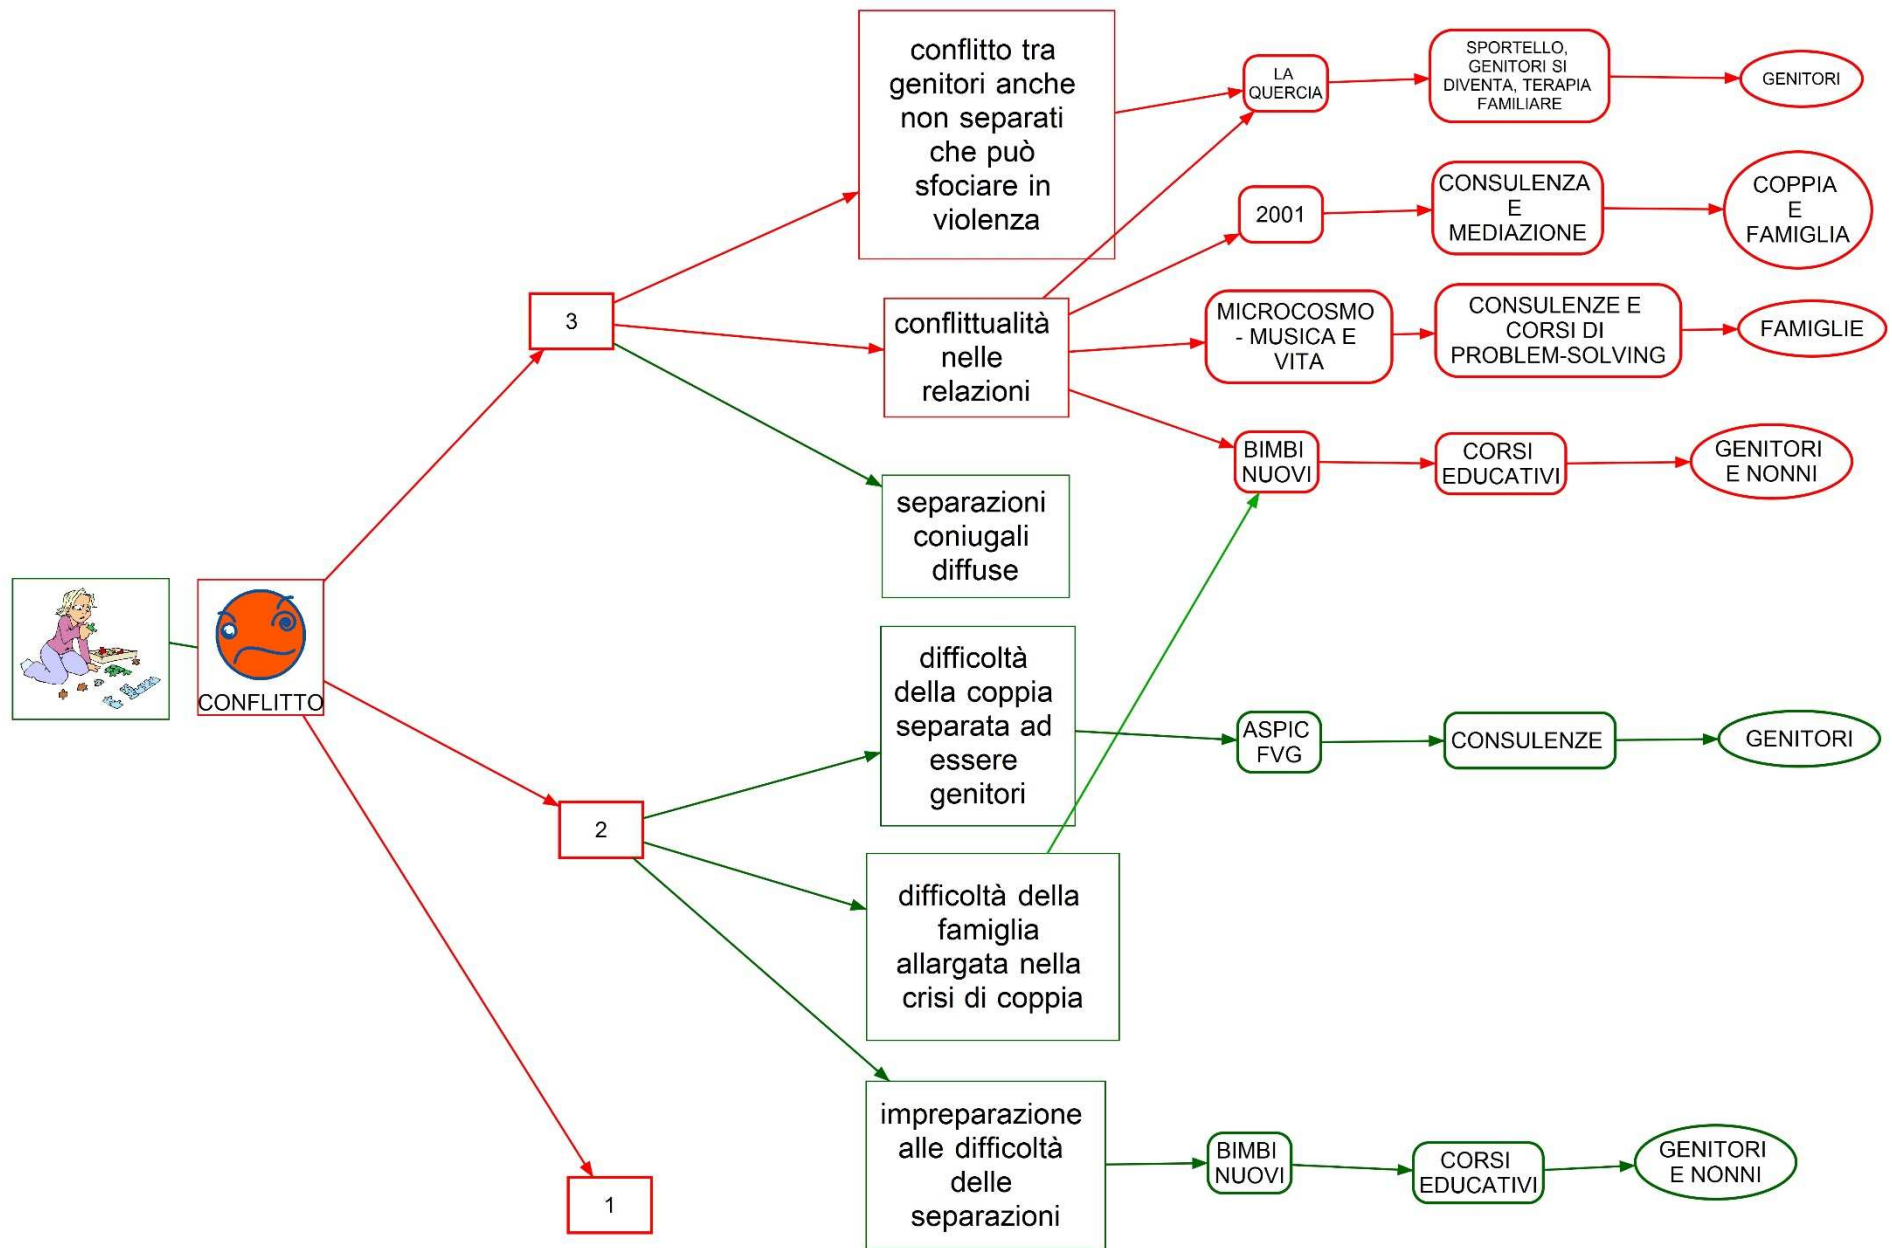 conflitto tra
genitori anche
non separati
che può
sfociare in
violenza
LA
QUERCIA
SPORTELLO,
GENITORI SI
DIVENTA, TERAPIA
FAMILIARE
GENITORI
2001
CONSULENZA
E
MEDIAZIONE
COPPIA
E
FAMIGLIA
3
conflittualità
nelle
relazioni
MICROCOSMO
- MUSICA E
VITA
CONSULENZE E
CORSI DI
PROBLEM-SOLVING
FAMIGLIE
BIMBI
NUOVI
CORSI
EDUCATIVI
GENITORI
E NONNI
separazioni
coniugali
diffuse
CONFLITTO
difficoltà
della coppia
separata ad
essere
genitori
ASPIC
FVG
CONSULENZE
GENITORI
2
difficoltà della
famiglia
allargata nella
crisi di coppia
impreparazione
alle difficoltà
delle
separazioni
BIMBI
NUOVI
CORSI
EDUCATIVI
GENITORI
E NONNI
1